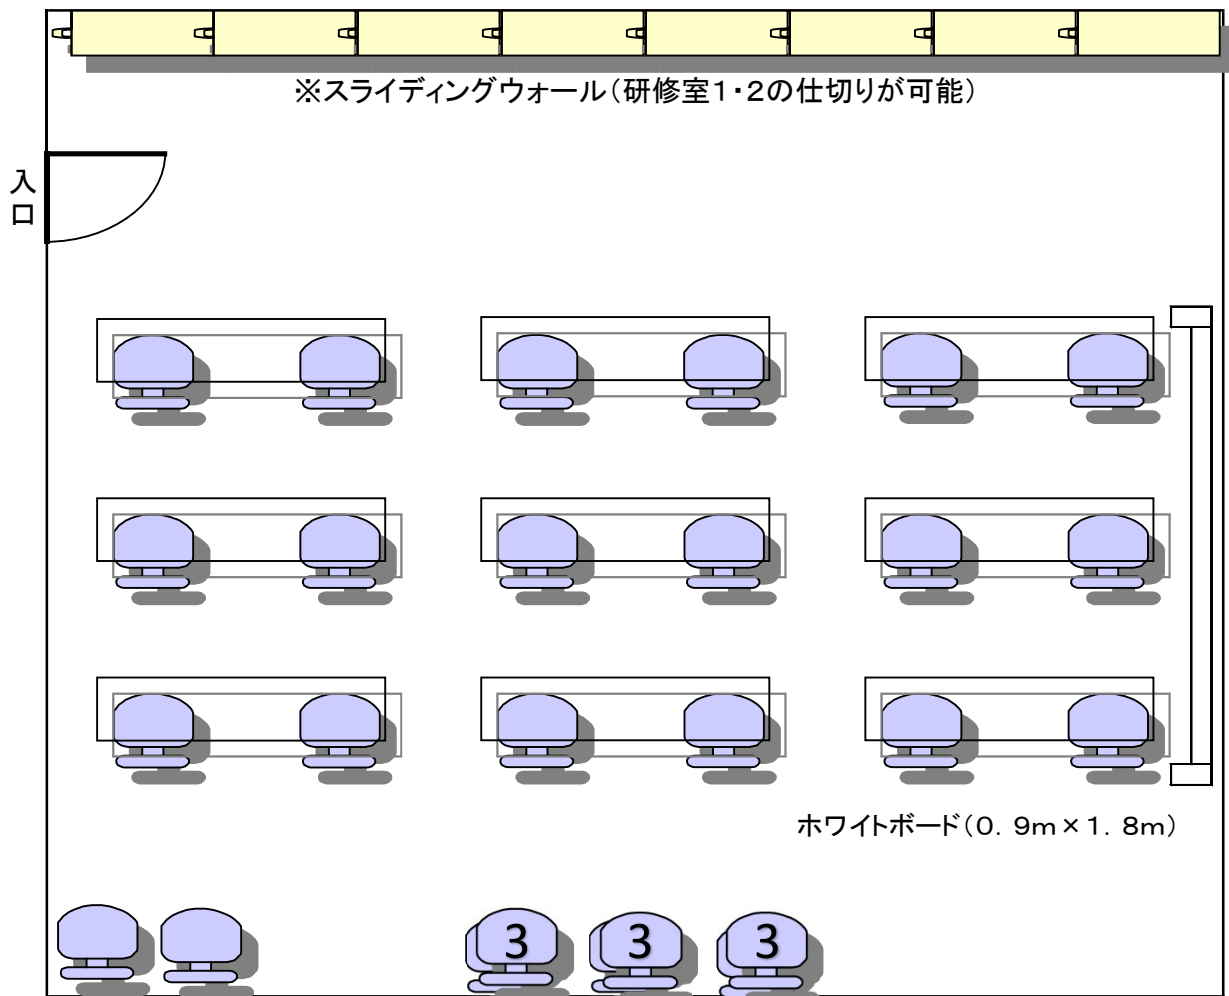 ※スライディングウォール（研修室１・２の仕切りが可能）
入口
ホワイトボード（０．９ｍ×１．８ｍ）
3 3 3